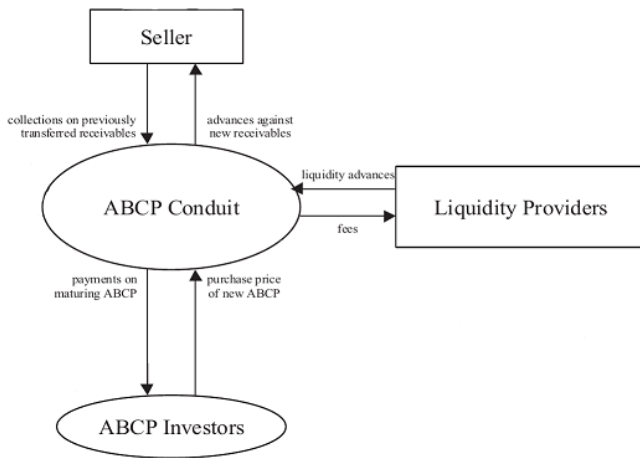 Seller
collections on previously
transferred receivables
advances against
new receivables
ABCP Conduit
liquidity advances
fees
Liquidity Providers
payments on
maturing ABCP
purchase price
of new ABCP
ABCP Investors